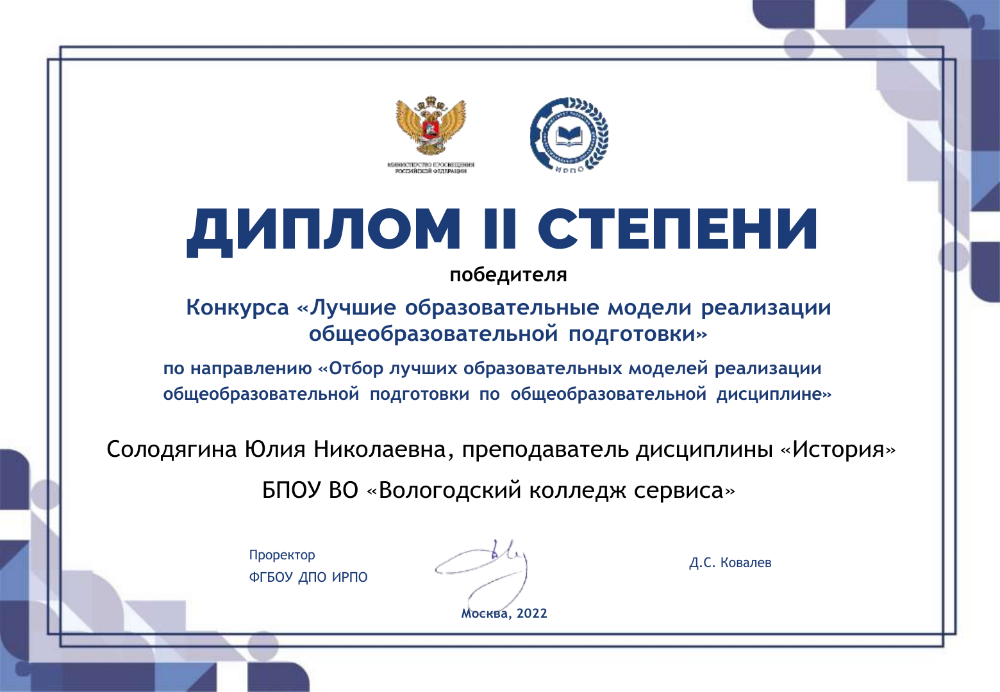 МИНИСТЕРСТВО ПРОСВЕЩЕНИЯ
РОССИЙСКОЙ ФЕДЕРАЦИИ
ИРПО
ДИПЛОМ II СТЕПЕНИ
победителя
Конкурса «Лучшие образовательные модели реализации
общеобразовательной подготовки»
по направлению «Отбор лучших образовательных моделей реализации
общеобразовательной подготовки по общеобразовательной дисциплине»
Солодягина Юлия Николаевна, преподаватель дисциплины «История»
БПОУ ВО «Вологодский колледж сервиса»
Проректор
ФГБОУ ДПО ИРПО
Д.С. Ковалев
Москва, 2022